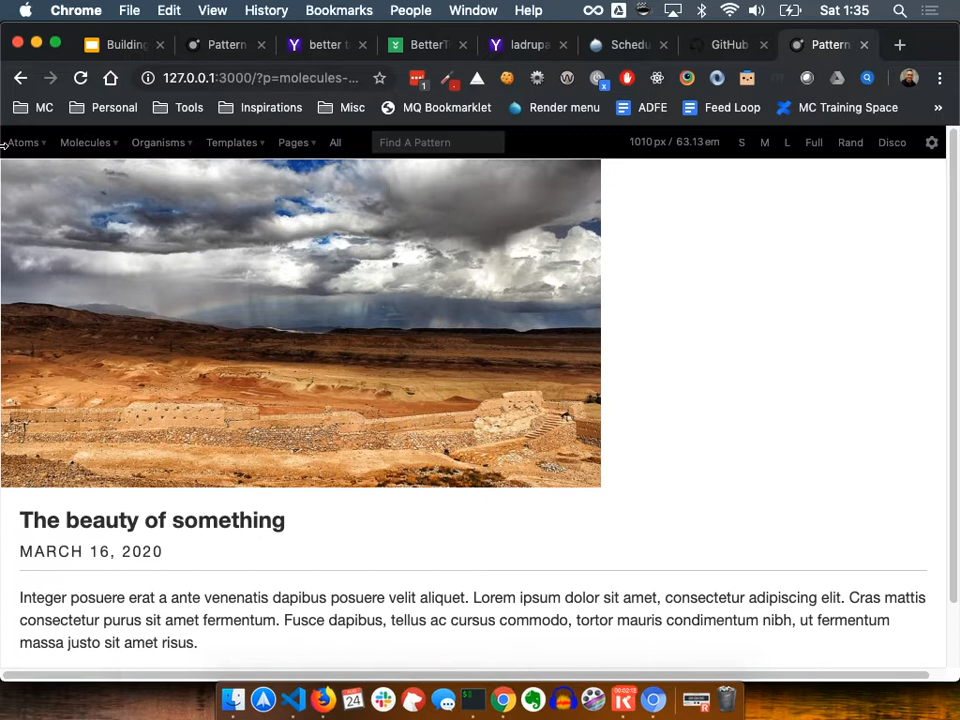 Chrome File Edit View History Bookmarks People Window Help Sat 1:35
Building Pattern better t BetterT ladrupa Schedu GitHub Pattern
127.0.0.1:3000/?p=molecules-...
MC Personal Tools Inspirations Misc MQ Bookmarklet Render menu ADFE Feed Loop MC Training Space »
Atoms Molecules Organisms Templates Pages All Find A Pattern 1010 px / 63.13 em S M L Full Rand Disco
The beauty of something
MARCH 16, 2020
Integer posuere erat a ante venenatis dapibus posuere velit aliquet. Lorem ipsum dolor sit amet, consectetur adipiscing elit. Cras mattis
consectetur purus sit amet fermentum. Fusce dapibus, tellus ac cursus commodo, tortor mauris condimentum nibh, ut fermentum
massa justo sit amet risus.